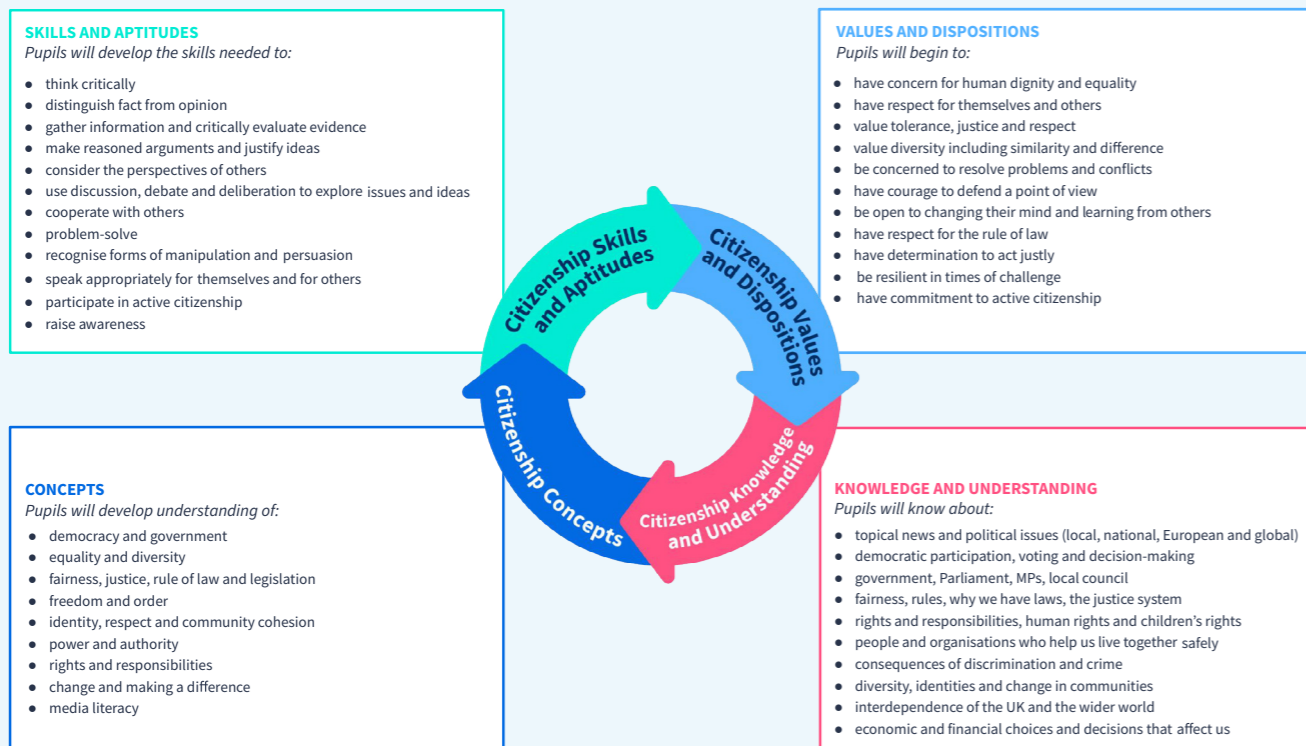 SKILLS AND APTITUDES
Pupils will develop the skills needed to:
● think critically
● distinguish fact from opinion
● gather information and critically evaluate evidence
● make reasoned arguments and justify ideas
● consider the perspectives of others
● use discussion, debate and deliberation to explore issues and ideas
● cooperate with others
● problem-solve
● recognise forms of manipulation and persuasion
● speak appropriately for themselves and for others
● participate in active citizenship
● raise awareness
VALUES AND DISPOSITIONS
Pupils will begin to:
● have concern for human dignity and equality
● have respect for themselves and others
● value tolerance, justice and respect
● value diversity including similarity and difference
● be concerned to resolve problems and conflicts
● have courage to defend a point of view
● be open to changing their mind and learning from others
● have respect for the rule of law
● have determination to act justly
● be resilient in times of challenge
● have commitment to active citizenship
Citizenship Skills
and Aptitudes
Citizenship Values
and Dispositions
Citizenship Knowledge
and Understanding
Citizenship Concepts
CONCEPTS
Pupils will develop understanding of:
● democracy and government
● equality and diversity
● fairness, justice, rule of law and legislation
● freedom and order
● identity, respect and community cohesion
● power and authority
● rights and responsibilities
● change and making a difference
● media literacy
KNOWLEDGE AND UNDERSTANDING
Pupils will know about:
● topical news and political issues (local, national, European and global)
● democratic participation, voting and decision-making
● government, Parliament, MPs, local council
● fairness, rules, why we have laws, the justice system
● rights and responsibilities, human rights and children’s rights
● people and organisations who help us live together safely
● consequences of discrimination and crime
● diversity, identities and change in communities
● interdependence of the UK and the wider world
● economic and financial choices and decisions that affect us